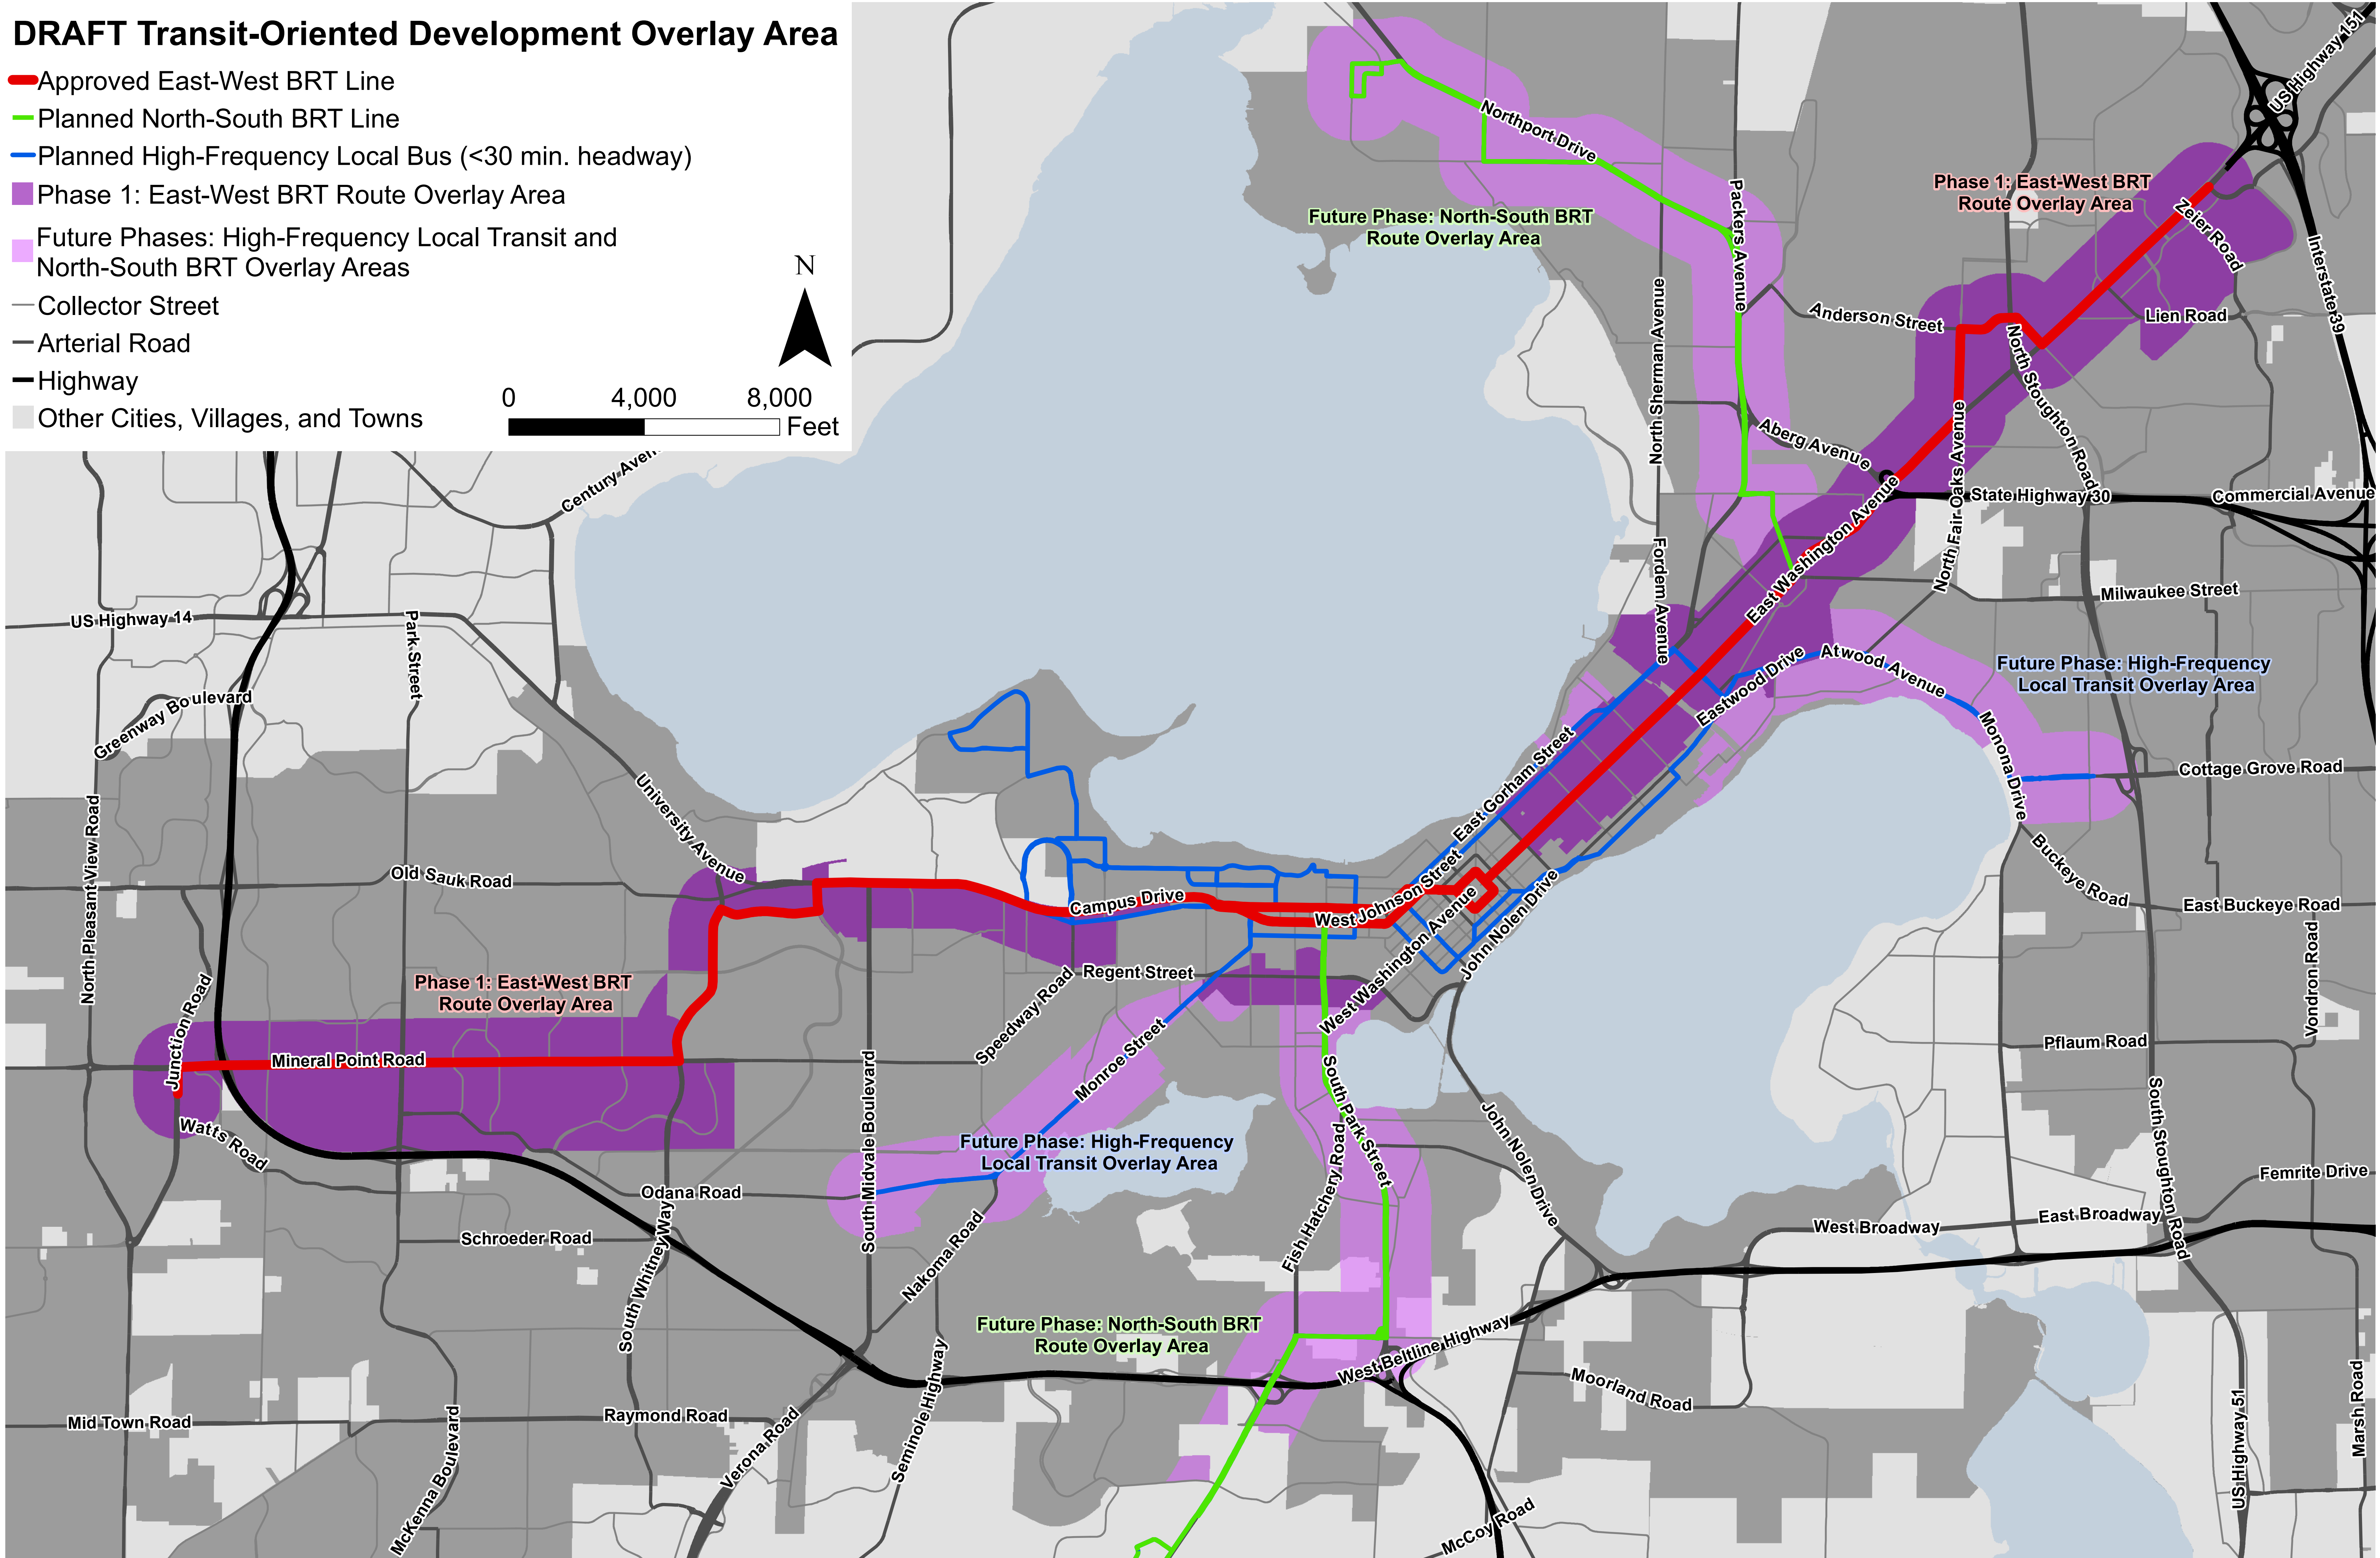 DRAFT Transit-Oriented Development Overlay Area
Approved East-West BRT Line
Planned North-South BRT Line
Planned High-Frequency Local Bus (<30 min. headway)
Phase 1: East-West BRT Route Overlay Area
Future Phases: High-Frequency Local Transit and
North-South BRT Overlay Areas
Collector Street
Arterial Road
Highway
Other Cities, Villages, and Towns
N
0 4,000 8,000
Feet
US Highway 151
Northport Drive
Phase 1: East-West BRT
Route Overlay Area
Future Phase: North-South BRT
Route Overlay Area
Packers Avenue
Zeier Road
Interstate 39
North Sherman Avenue
Anderson Street
Lien Road
North Stoughton Road
Aberg Avenue
North Fair Oaks Avenue
Century Aven
State Highway 30
Commercial Avenue
East Washington Avenue
Fordem Avenue
Milwaukee Street
US Highway 14
Park Street
Greenway Boulevard
Eastwood Drive
Atwood Avenue
Future Phase: High-Frequency
Local Transit Overlay Area
Monona Drive
Cottage Grove Road
University Avenue
East Gorham Street
North Pleasant View Road
Old Sauk Road
Campus Drive
West Johnson Street
Buckeye Road
East Buckeye Road
West Washington Avenue
John Nolen Drive
Vondron Road
Regent Street
Speedway Road
Phase 1: East-West BRT
Route Overlay Area
Junction Road
Mineral Point Road
Monroe Street
South Park Street
Pflaum Road
South Midvale Boulevard
Watts Road
Future Phase: High-Frequency
Local Transit Overlay Area
Fish Hatchery Road
John Nolen Drive
South Stoughton Road
Femrite Drive
Odana Road
Schroeder Road
South Whitney Way
Nakoma Road
West Broadway
East Broadway
Future Phase: North-South BRT
Route Overlay Area
West Beltline Highway
Seminole Highway
Moorland Road
Mid Town Road
McKenna Boulevard
Raymond Road
Verona Road
US Highway 51
Marsh Road
McCoy Road